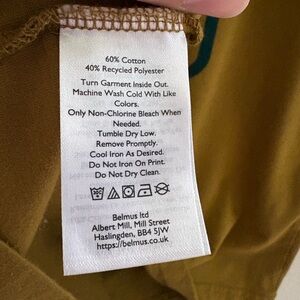 60% Cotton
40% Recycled Polyester
Turn Garment Inside Out.
Machine Wash Cold With Like
Colors.
Only Non-Chlorine Bleach When
Needed.
Tumble Dry Low.
Remove Promptly.
Cool Iron As Desired.
Do Not Iron On Print.
Do Not Dry Clean.
Belmus ltd
Albert Mill, Mill Street
Haslingden, BB4 5JW
https://belmus.co.uk